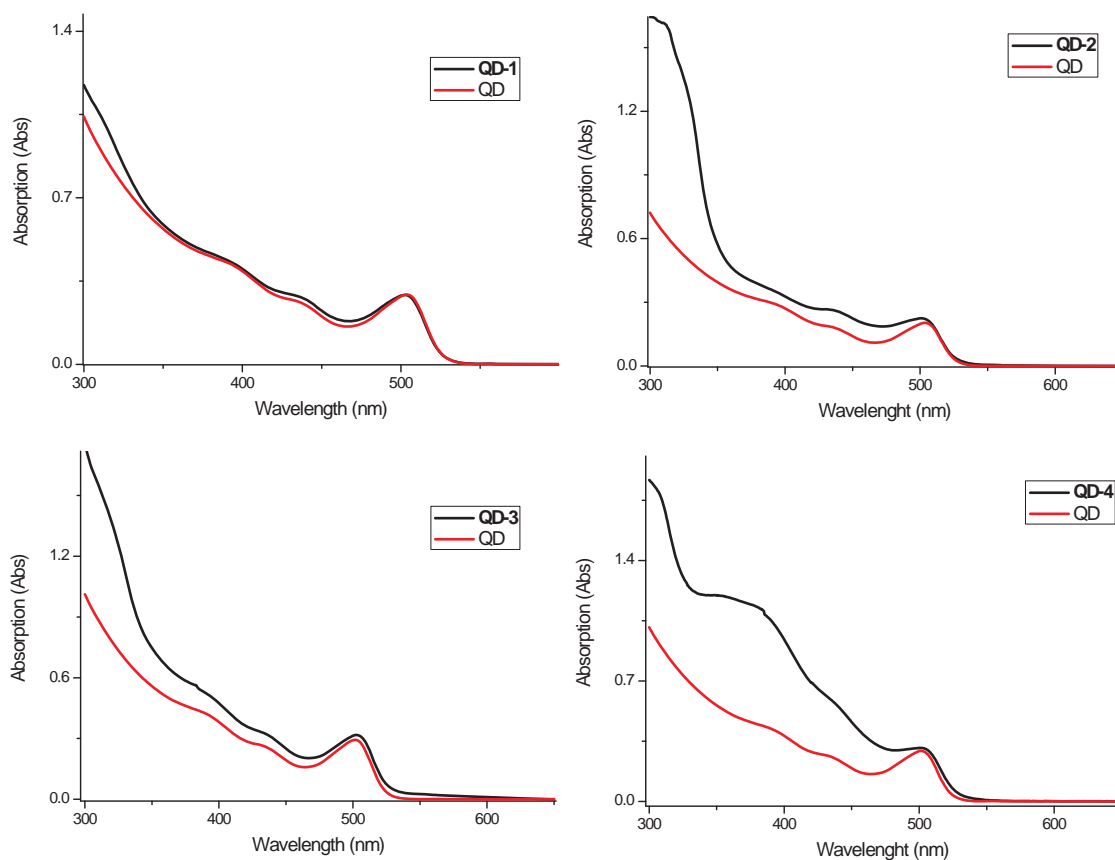 1.4
0.7
0.0
Absorption (Abs)
QD-1
QD
300
400
500
Wavelength (nm)
1.2
0.6
0.0
Absorption (Abs)
QD-2
QD
300
400
500
600
Wavelenght (nm)
1.2
0.6
0.0
Absorption (Abs)
QD-3
QD
300
400
500
600
Wavelength (nm)
1.4
0.7
0.0
Absorption (Abs)
QD-4
QD
300
400
500
600
Wavelenght (nm)